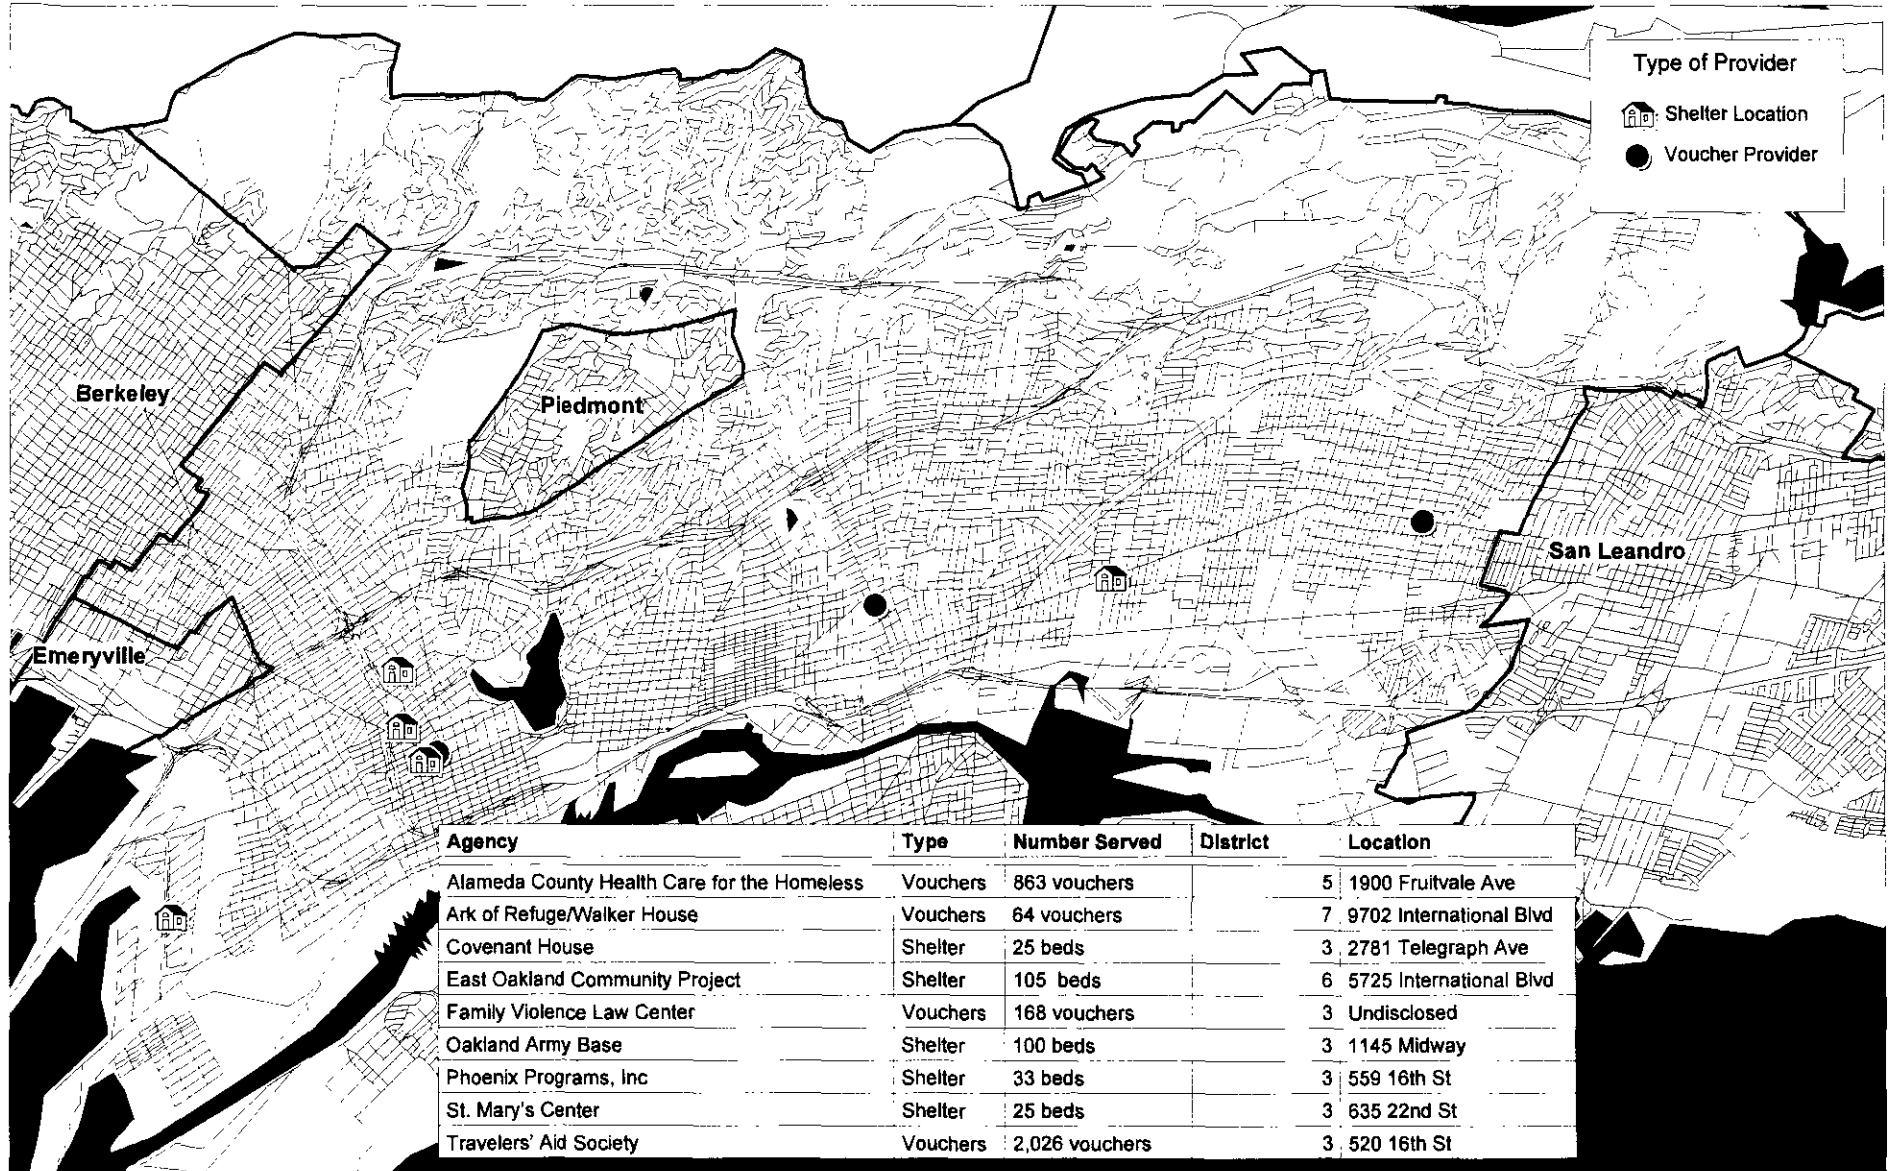 Type of Provider
Shelter Location
Voucher Provider
Berkeley
Piedmont
San Leandro
Emeryville
Agency Type Number Served District Location
Alameda County Health Care for the Homeless Vouchers 863 vouchers 5 1900 Fruitvale Ave
Ark of Refuge/Walker House Vouchers 64 vouchers 7 9702 International Blvd
Covenant House Shelter 25 beds 3 2781 Telegraph Ave
East Oakland Community Project Shelter 105 beds 6 5725 International Blvd
Family Violence Law Center Vouchers 168 vouchers 3 Undisclosed
Oakland Army Base Shelter 100 beds 3 1145 Midway
Phoenix Programs, Inc Shelter 33 beds 3 559 16th St
St. Mary's Center Shelter 25 beds 3 635 22nd St
Travelers' Aid Society Vouchers 2,026 vouchers 3 520 16th St